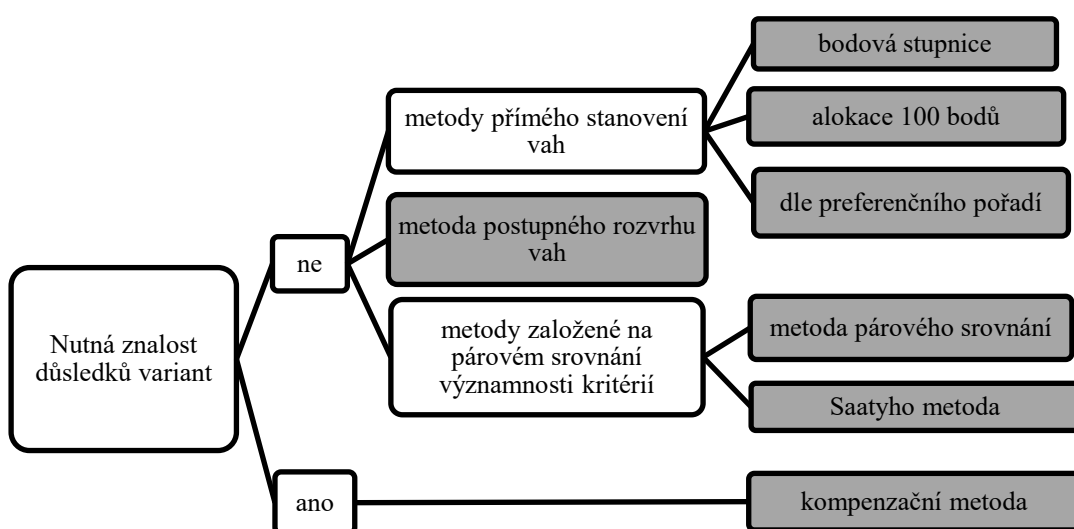 Nutná znalost
důsledků variant
ne
metody přímého stanovení
vah
bodová stupnice
alokace 100 bodů
dle preferenčního pořadí
metoda postupného rozvrhu
vah
metody založené na
párovém srovnání
významnosti kritérií
metoda párového srovnání
Saatyho metoda
ano
kompenzační metoda